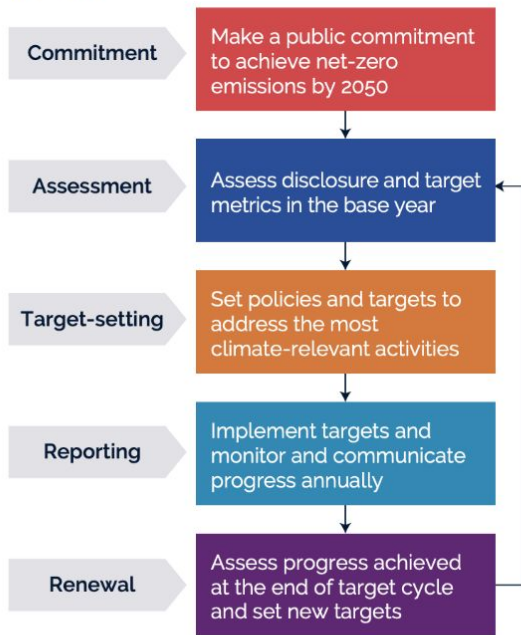 Commitment
Make a public commitment
to achieve net-zero
emissions by 2050
Assessment
Assess disclosure and target
metrics in the base year
Target-setting
Set policies and targets to
address the most
climate-relevant activities
Reporting
Implement targets and
monitor and communicate
progress annually
Renewal
Assess progress achieved
at the end of target cycle
and set new targets